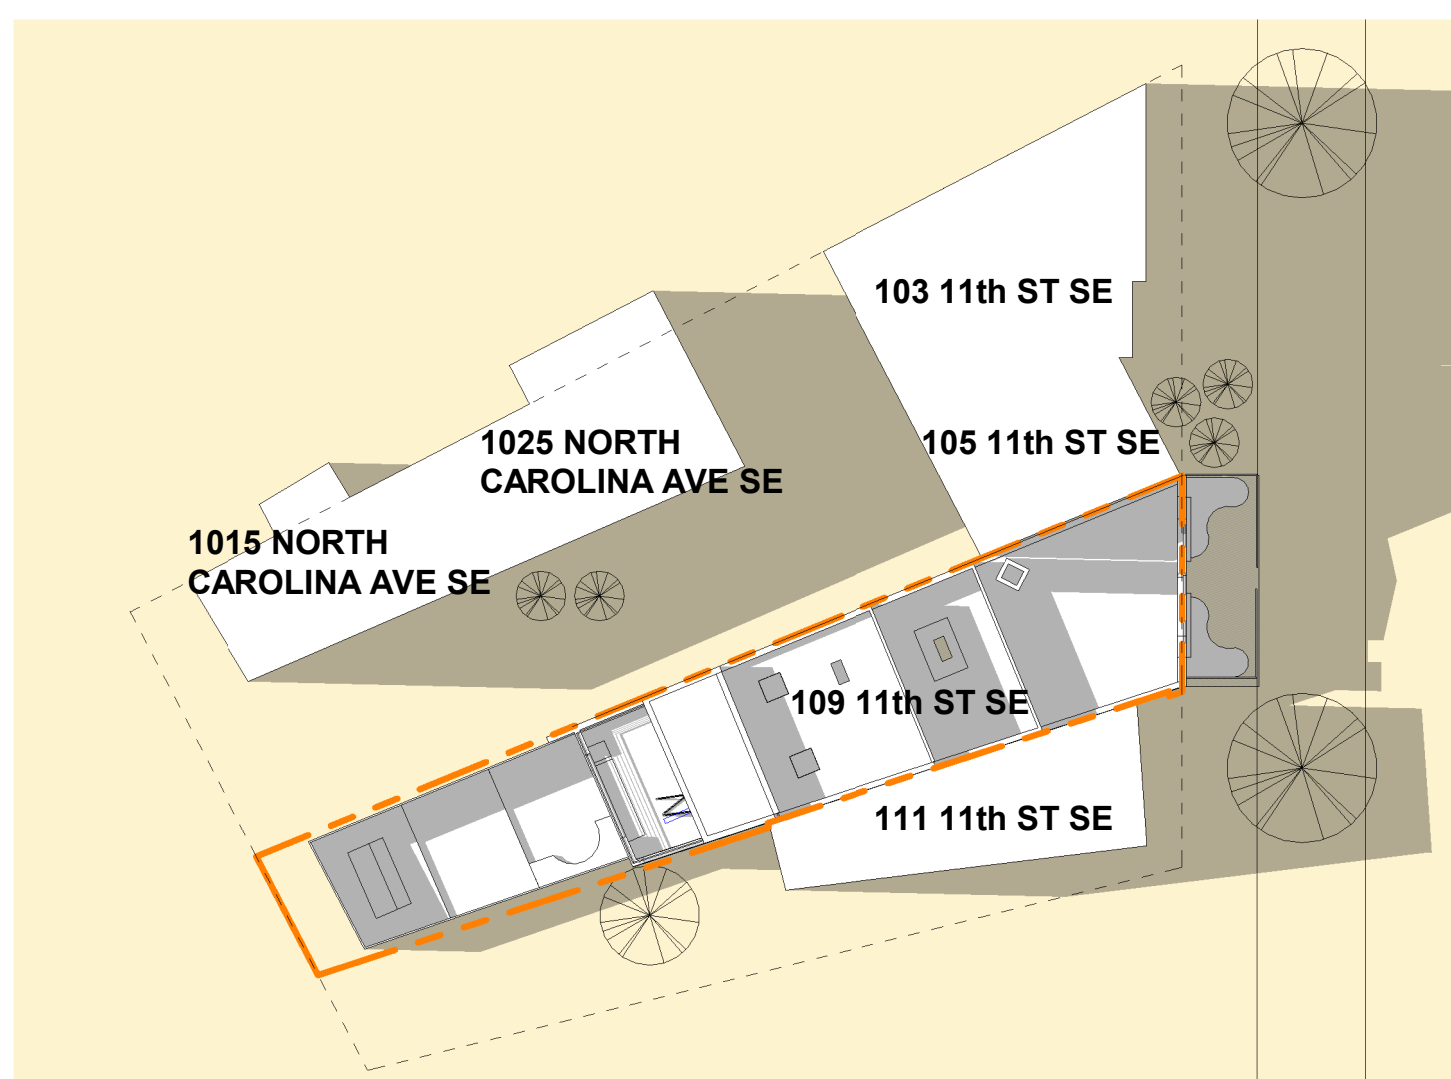 103 11th ST SE
105 11th ST SE
1025 NORTH
CAROLINA AVE SE
1015 NORTH
CAROLINA AVE SE
109 11th ST SE
111 11th ST SE